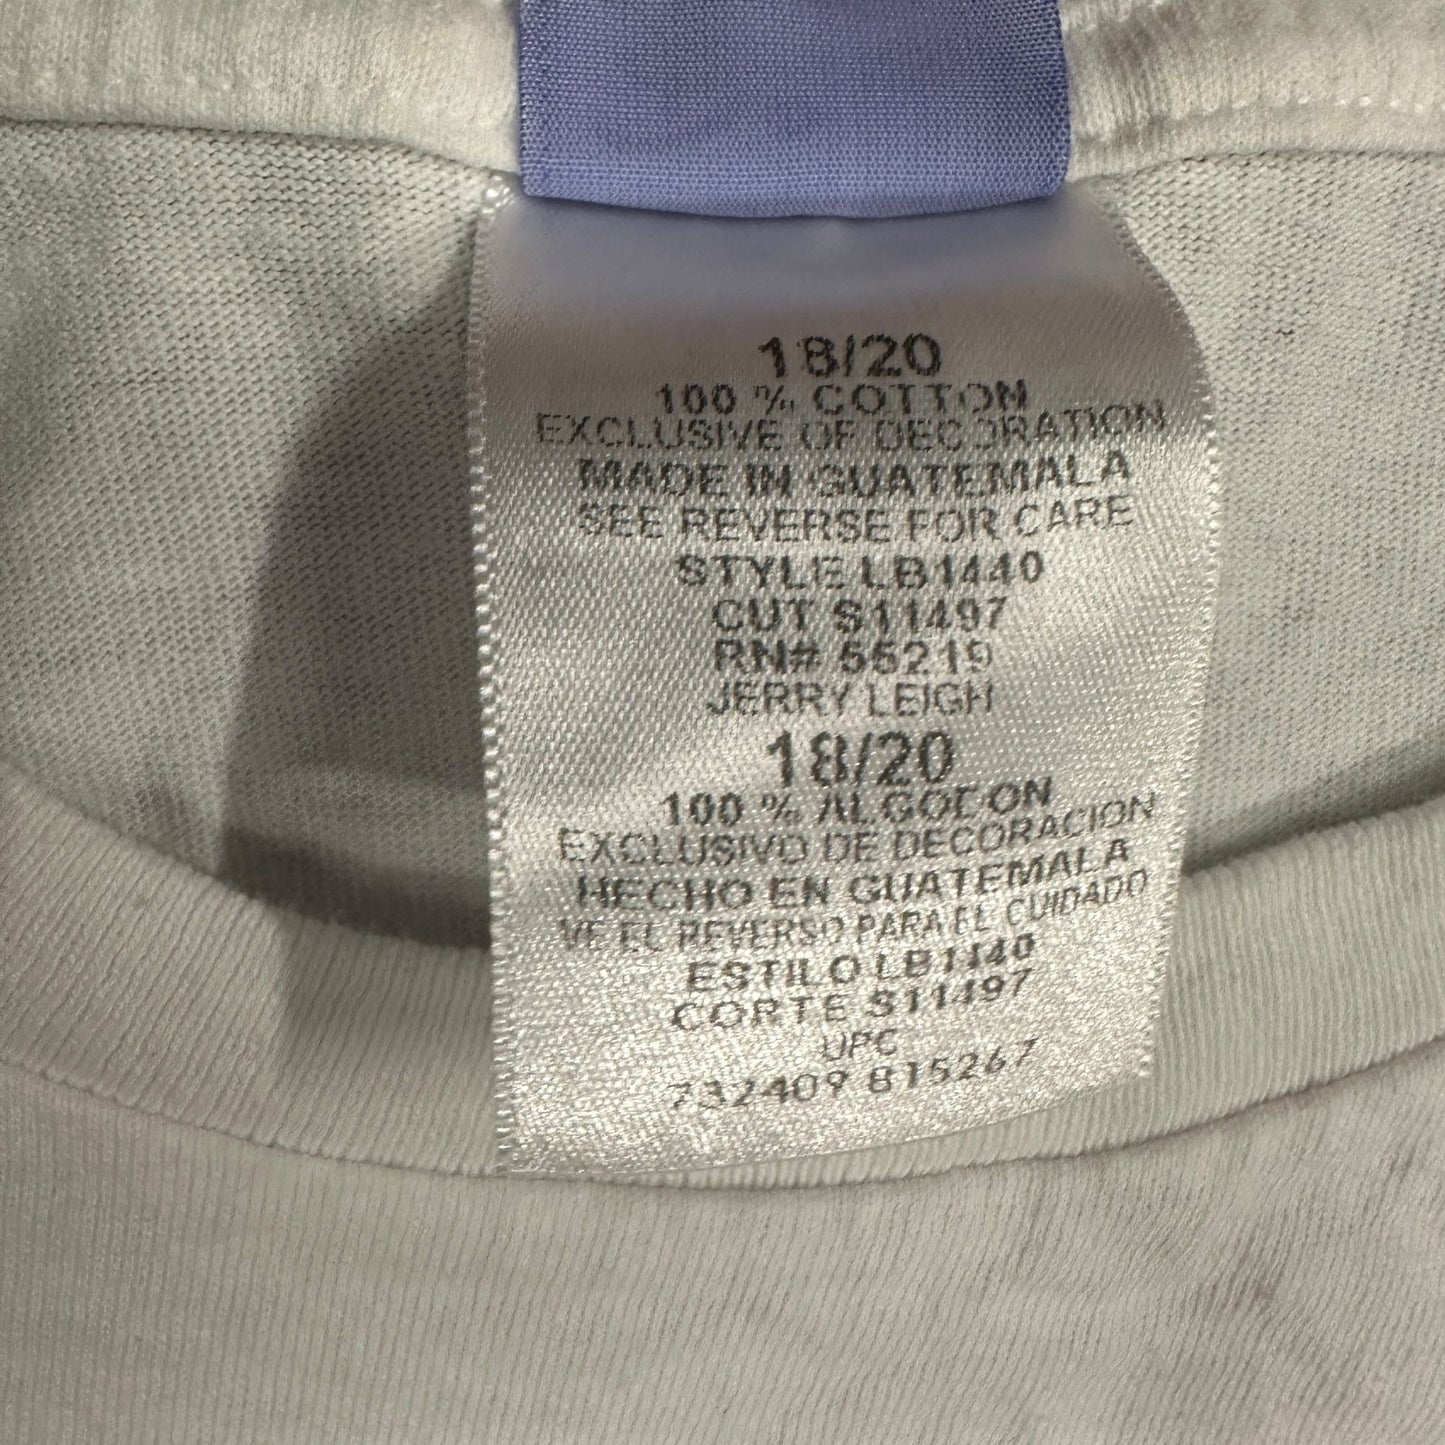 18/20
100 % COTTON
EXCLUSIVE OF DECORATION
MADE IN GUATEMALA
SEE REVERSE FOR CARE
STYLE LB1440
CUT S11497
RN# 55219
JERRY LEIGH
18/20
100 % ALGODON
EXCLUSIVO DE DECORACION
HECHO EN GUATEMALA
VE EL REVERSO PARA EL CUIDADO
ESTILO LB1440
CORTE S11497
UPC
732409 815267